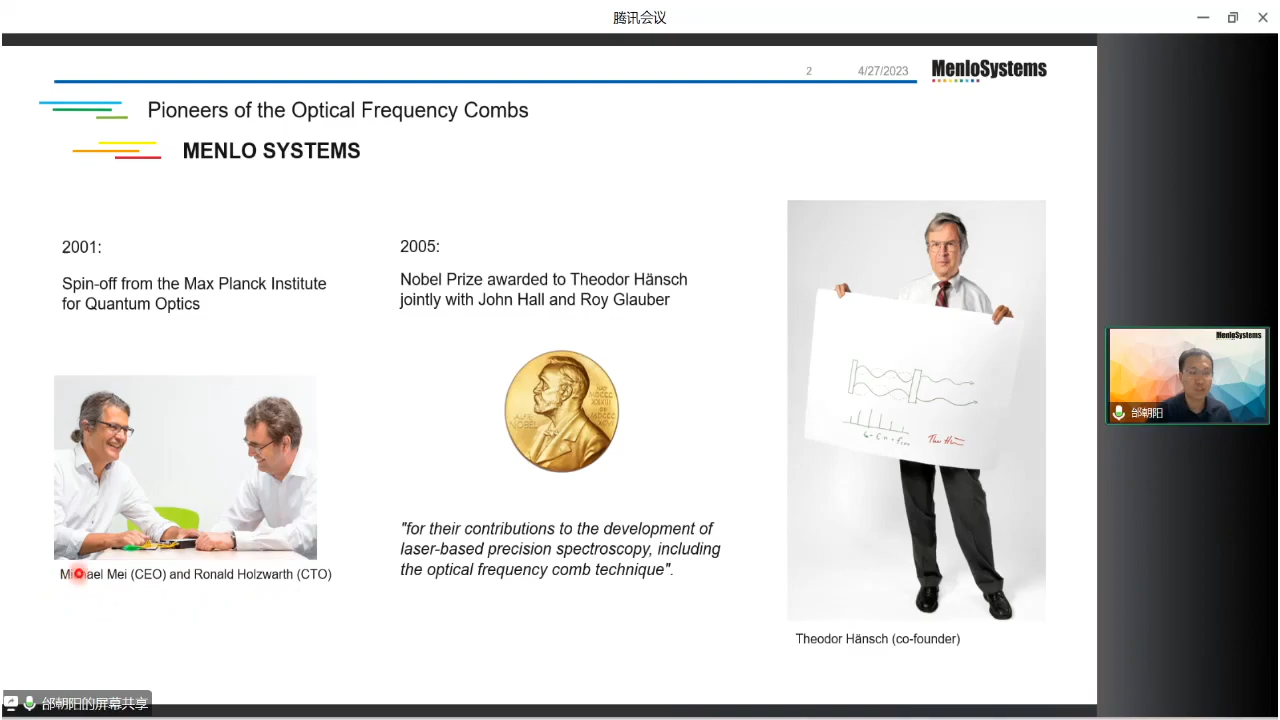 腾讯会议
2
4/27/2023
MenloSystems
Pioneers of the Optical Frequency Combs
MENLO SYSTEMS
2001:
Spin-off from the Max Planck Institute
for Quantum Optics
2005:
Nobel Prize awarded to Theodor Hänsch
jointly with John Hall and Roy Glauber
Michael Mei (CEO) and Ronald Holzwarth (CTO)
"for their contributions to the development of
laser-based precision spectroscopy, including
the optical frequency comb technique".
Theodor Hänsch (co-founder)
MenloSystems
邰朝阳
邰朝阳的屏幕共享